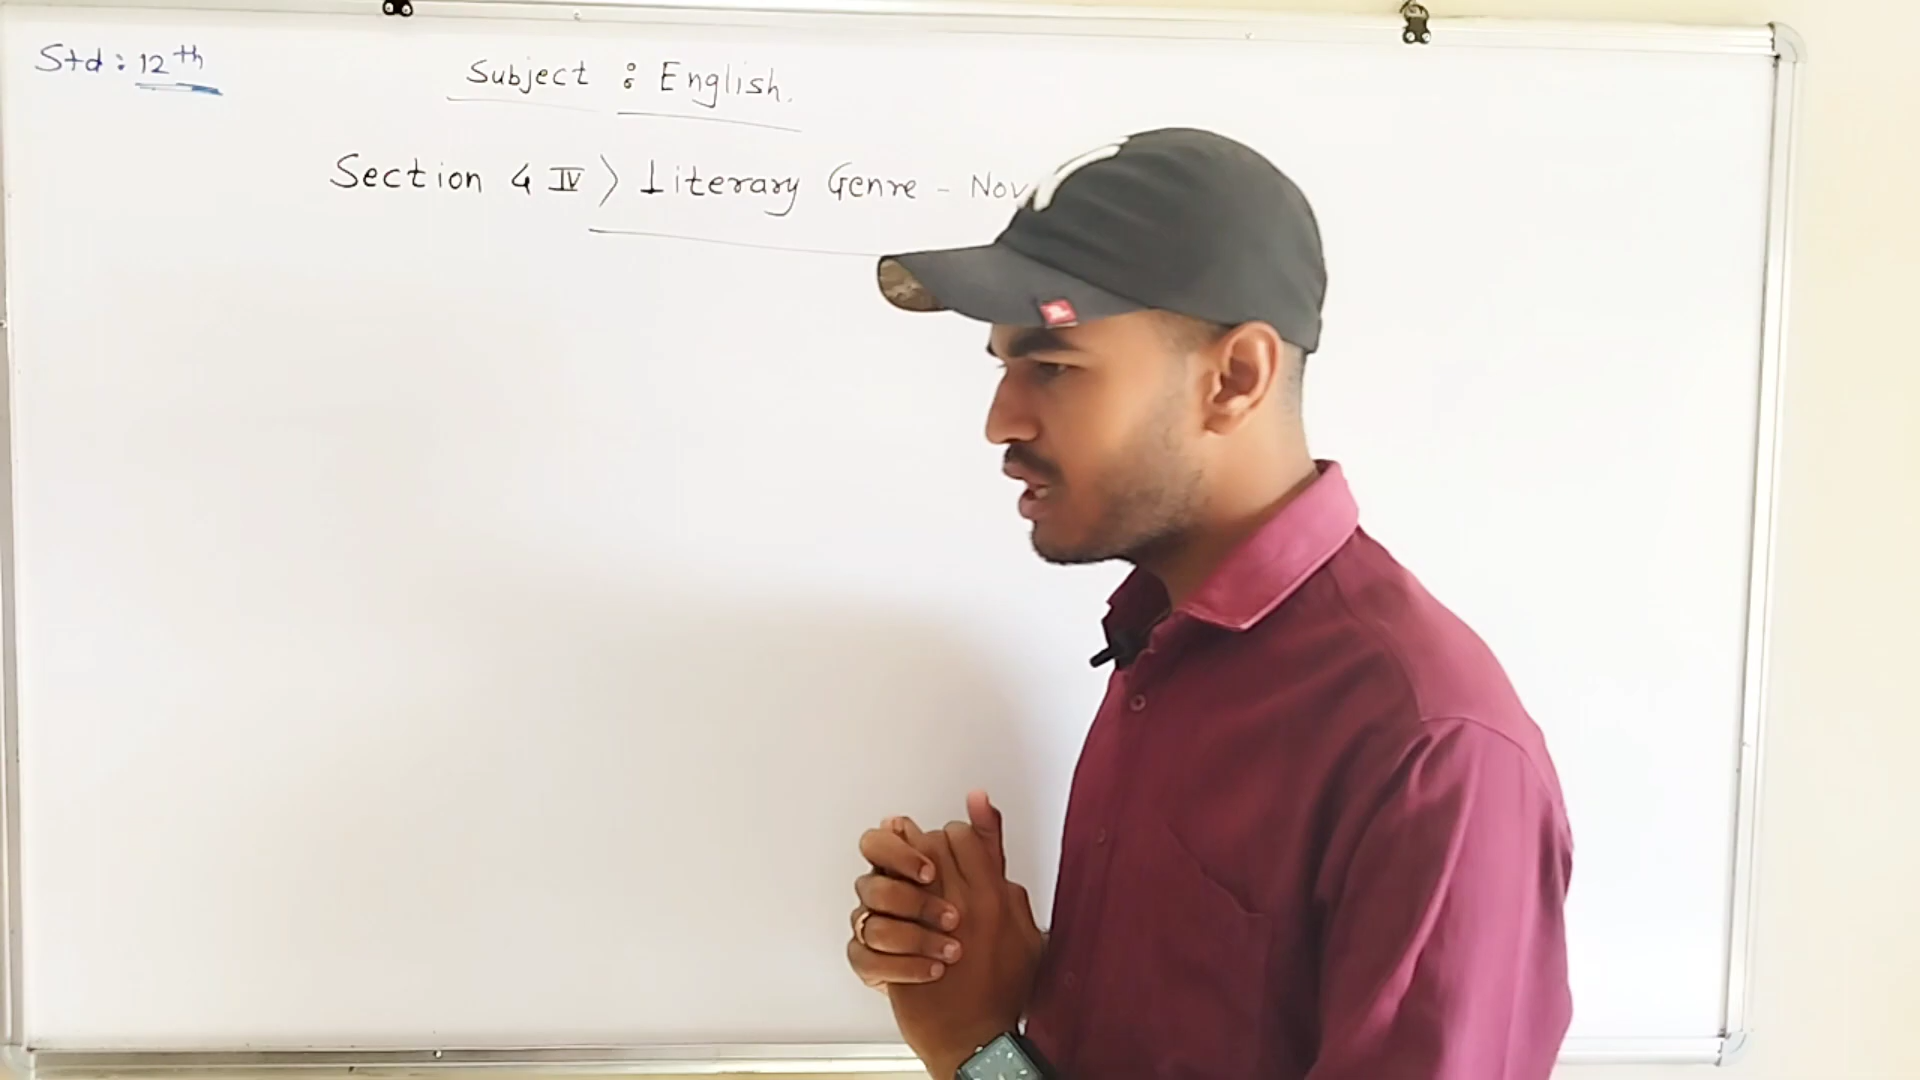 Std : 12th
Subject : English.
Section 4 IV > Literary Genre - Nov